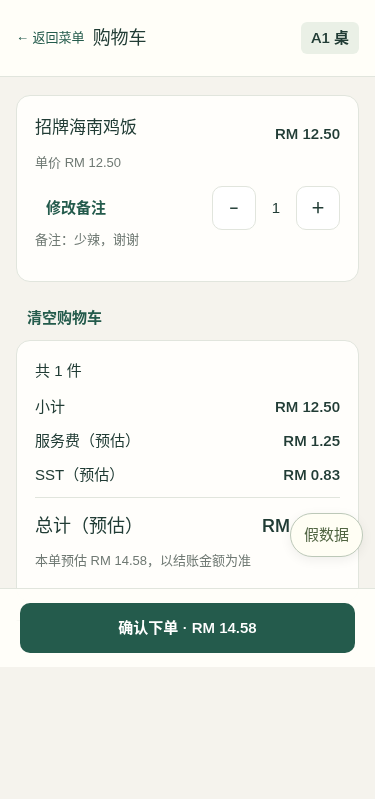 ← 返回菜单 购物车 A1 桌
招牌海南鸡饭 RM 12.50
单价 RM 12.50
修改备注 - 1 +
备注：少辣，谢谢
清空购物车
共 1 件
小计 RM 12.50
服务费（预估） RM 1.25
SST（预估） RM 0.83
总计（预估） RM
假数据
本单预估 RM 14.58，以结账金额为准
确认下单 · RM 14.58